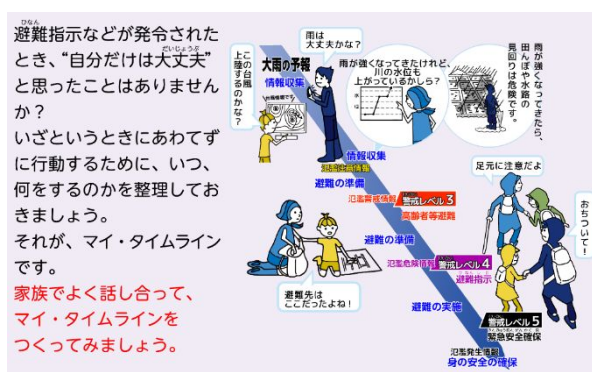 避難指示などが発令された
とき、“自分だけは大丈夫”
と思ったことはありません
か？
いざというときにあわてず
に行動するために、いつ、
何をするのかを整理してお
きましょう。
それが、マイ・タイムライン
です。
家族でよく話し合って、
マイ・タイムラインを
つくってみましょう。
この台風
上陸するのかな？
雨は
大丈夫かな？
大雨の予報
情報収集
雨が強くなってきたけれど、
川の水位も
上がっているかしら？
雨が強くなってきたら、
田んぼや水路の
見回りは危険です。
情報収集
氾濫注意情報
避難の準備
氾濫警戒情報
警戒レベル3
高齢者等避難
足元に注意だよ
おちついて！
避難の準備
氾濫危険情報
警戒レベル4
避難指示
避難先は
ここだったよね！
避難の実施
警戒レベル5
緊急安全確保
氾濫発生情報
身の安全の確保